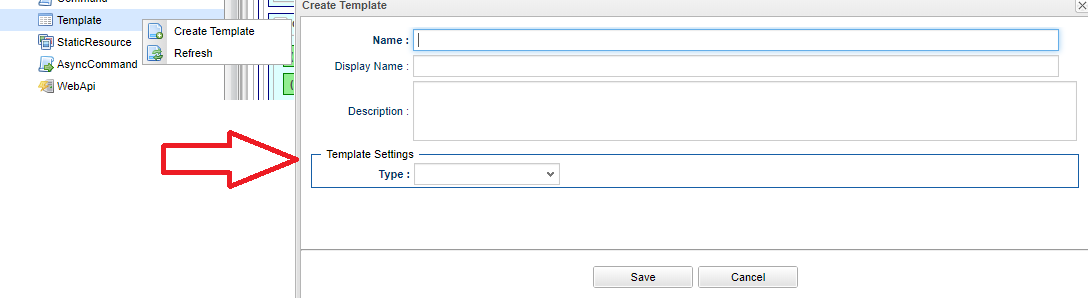 Command
Template
Create Template
StaticResource
Refresh
AsyncCommand
WebApi
Create Template
Name :
Display Name :
Description :
Template Settings
Type :
Save
Cancel